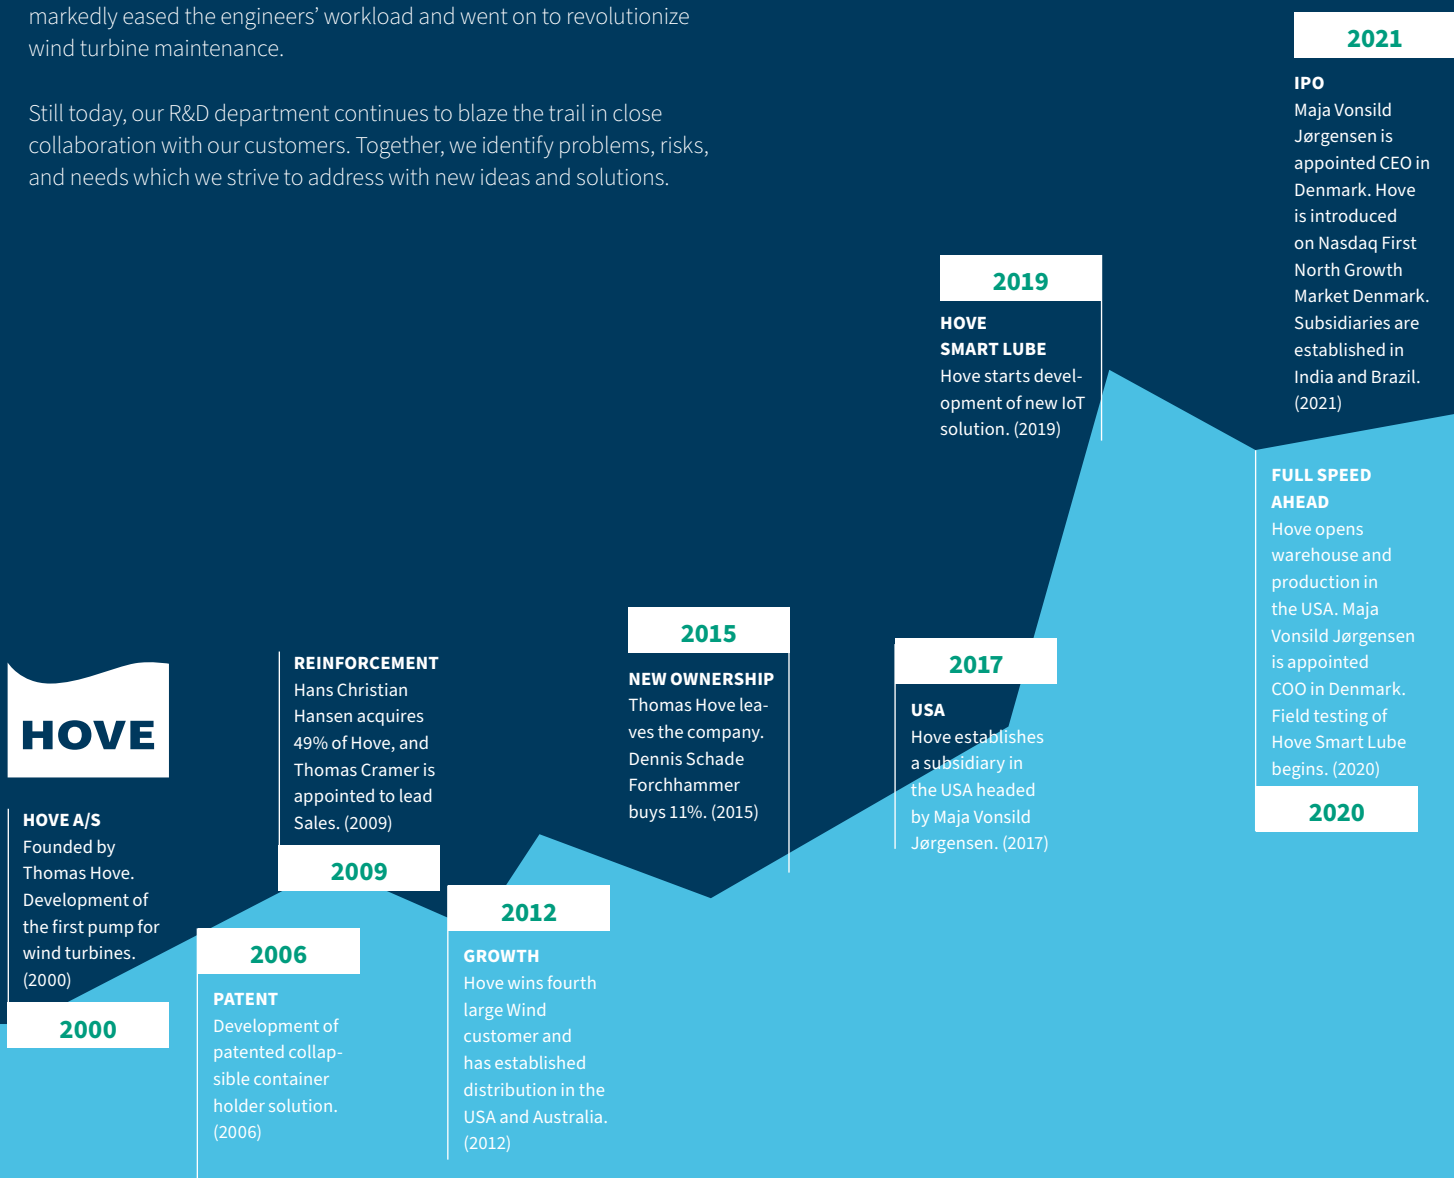 markedly eased the engineers’ workload and went on to revolutionize
wind turbine maintenance.
Still today, our R&D department continues to blaze the trail in close
collaboration with our customers. Together, we identify problems, risks,
and needs which we strive to address with new ideas and solutions.
HOVE
HOVE A/S
Founded by
Thomas Hove.
Development of
the first pump for
wind turbines.
(2000)
2000
2006
PATENT
Development of
patented collap-
sible container
holder solution.
(2006)
REINFORCEMENT
Hans Christian
Hansen acquires
49% of Hove, and
Thomas Cramer is
appointed to lead
Sales. (2009)
2009
2012
GROWTH
Hove wins fourth
large Wind
customer and
has established
distribution in the
USA and Australia.
(2012)
2015
NEW OWNERSHIP
Thomas Hove lea-
ves the company.
Dennis Schade
Forchhammer
buys 11%. (2015)
2017
USA
Hove establishes
a subsidiary in
the USA headed
by Maja Vonsild
Jørgensen. (2017)
2019
HOVE
SMART LUBE
Hove starts devel-
opment of new IoT
solution. (2019)
FULL SPEED
AHEAD
Hove opens
warehouse and
production in
the USA. Maja
Vonsild Jørgensen
is appointed
COO in Denmark.
Field testing of
Hove Smart Lube
begins. (2020)
2020
2021
IPO
Maja Vonsild
Jørgensen is
appointed CEO in
Denmark. Hove
is introduced
on Nasdaq First
North Growth
Market Denmark.
Subsidiaries are
established in
India and Brazil.
(2021)